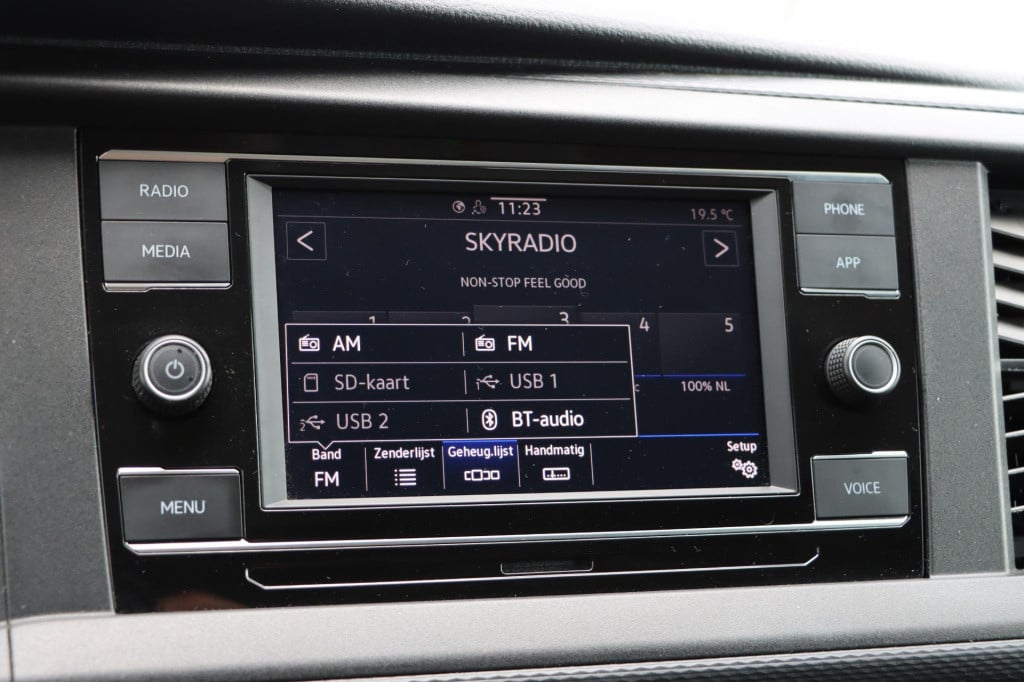 RADIO
MEDIA
MENU
11:23
19.5 °C
<
SKYRADIO
>
NON-STOP FEEL GOOD
1 2 3 4 5
AM
FM
SD-kaart
1 USB 1
2 USB 2
BT-audio
100% NL
Band
FM
Zenderlijst
Geheug.lijst
Handmatig
Setup
PHONE
APP
VOICE